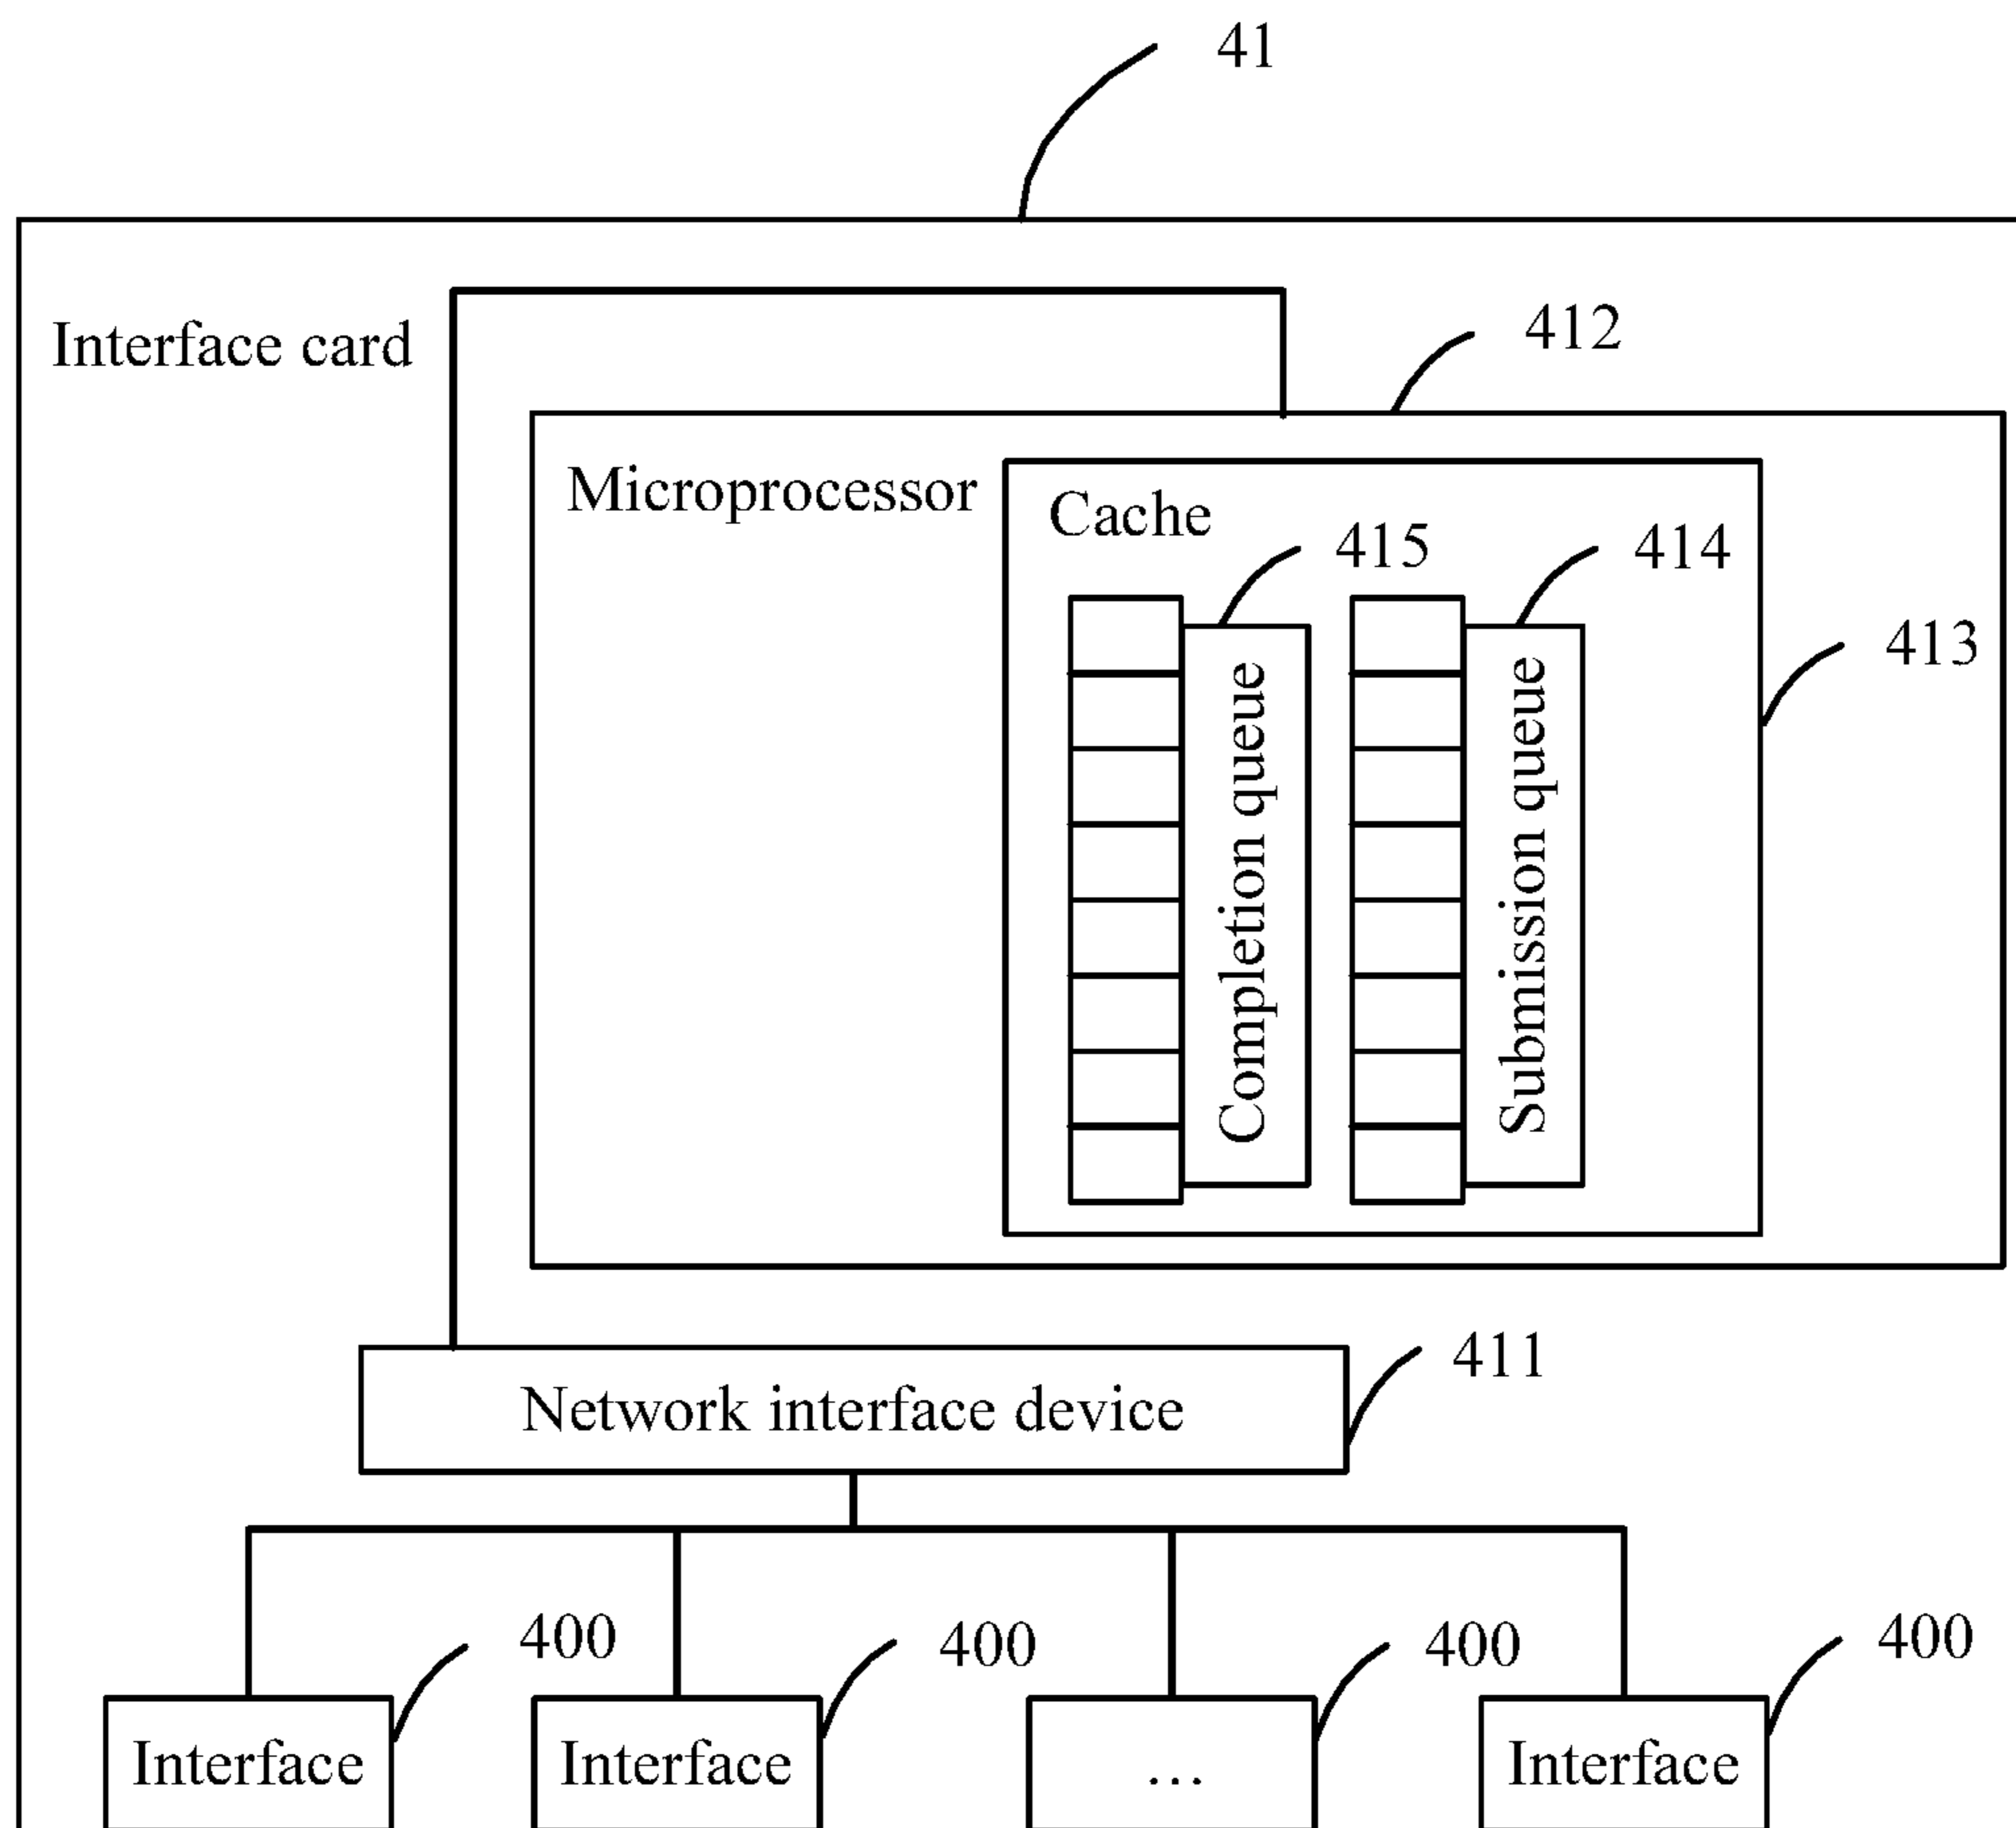 41
Interface card
412
Microprocessor
Cache
415
414
413
Completion queue
Submission queue
411
Network interface device
400
400
400
400
Interface
Interface
...
Interface